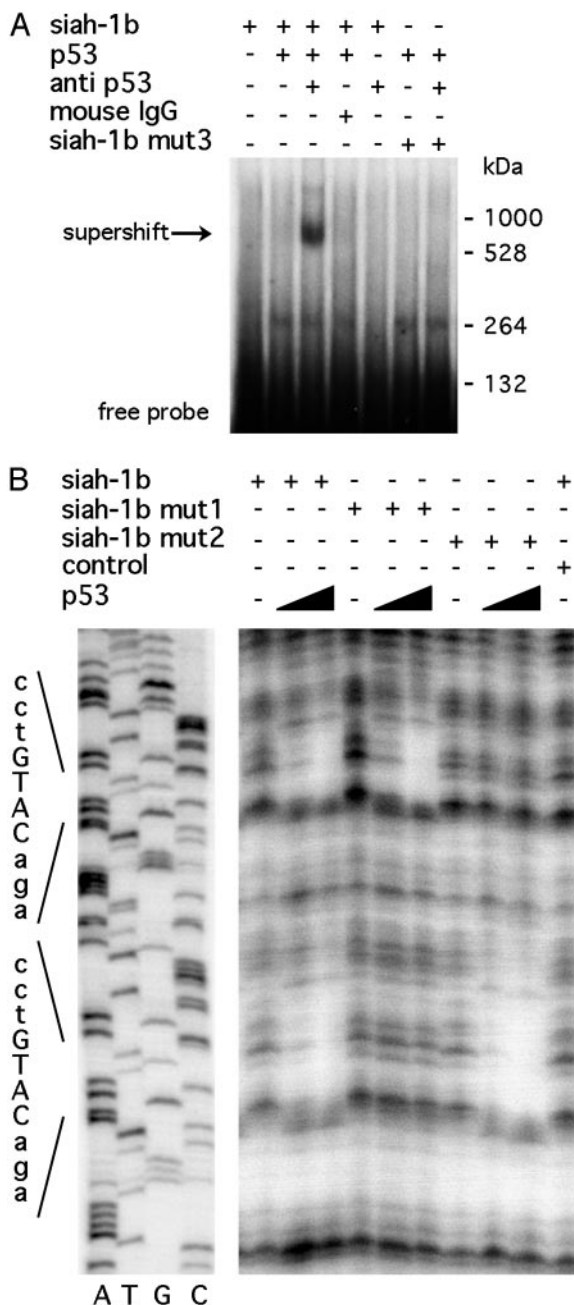 A
siah-1b + + + + + - -
p53 - + + + - + +
anti p53 - - + - + - +
mouse IgG - - - + - - -
siah-1b mut3 - - - - - + +
kDa
supershift
- 1000
- 528
- 264
- 132
free probe
B
siah-1b + + + - - - - - - +
siah-1b mut1 - - - + + + - - - -
siah-1b mut2 - - - - - - + + + -
control - - - - - - - - - +
p53 - - - -
c
c
t
G
T
A
C
a
g
a
c
c
t
G
T
A
C
a
g
a
A T G C